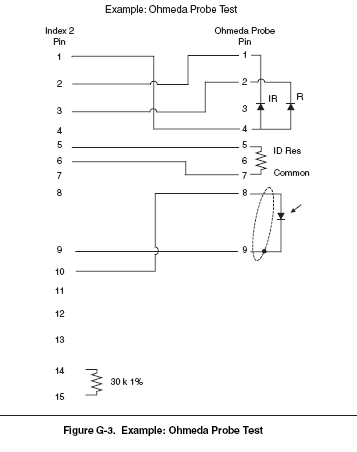 Example: Ohmeda Probe Test
Index 2 Ohmeda Probe
Pin Pin
1 1
2 2
3 3 IR R
4 4
5 5 ID Res
6 6
7 7 Common
8 8
9 9
10
11
12
13
14
30 k 1%
15
Figure G-3. Example: Ohmeda Probe Test